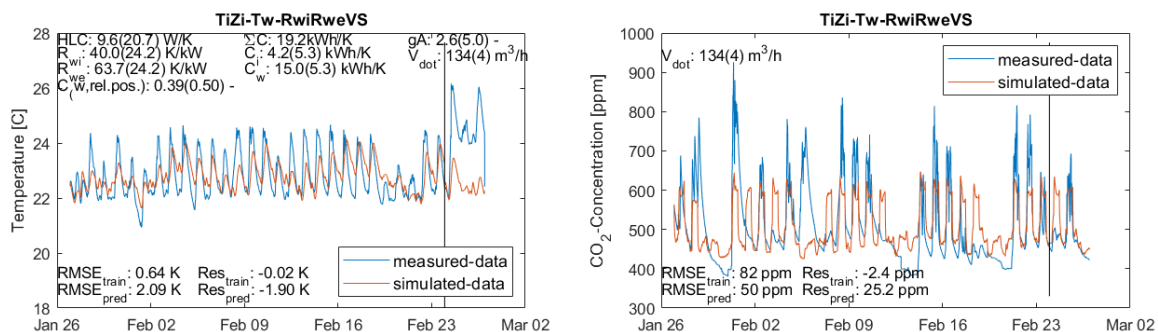 TiZi-Tw-RwiRweVS
28
26
24
22
20
18
Temperature [C]
HLC: 9.6(20.7) W/K ΣC: 19.2kWh/K gA: 2.6(5.0) -
R_wi: 40.0(24.2) K/kW C_i: 4.2(5.3) kWh/K V_dot: 134(4) m^3/h
R_we: 63.7(24.2) K/kW C_w: 15.0(5.3) kWh/K
C_(w,rel.pos.): 0.39(0.50) -
measured-data
simulated-data
RMSE_train: 0.64 K Res_train: -0.02 K
RMSE_pred: 2.09 K Res_pred: -1.90 K
Jan 26 Feb 02 Feb 09 Feb 16 Feb 23 Mar 02
TiZi-Tw-RwiRweVS
1000
900
800
700
600
500
400
300
CO_2-Concentration [ppm]
V_dot: 134(4) m^3/h
measured-data
simulated-data
RMSE_train: 82 ppm Res_train: -2.4 ppm
RMSE_pred: 50 ppm Res_pred: 25.2 ppm
Jan 26 Feb 02 Feb 09 Feb 16 Feb 23 Mar 02